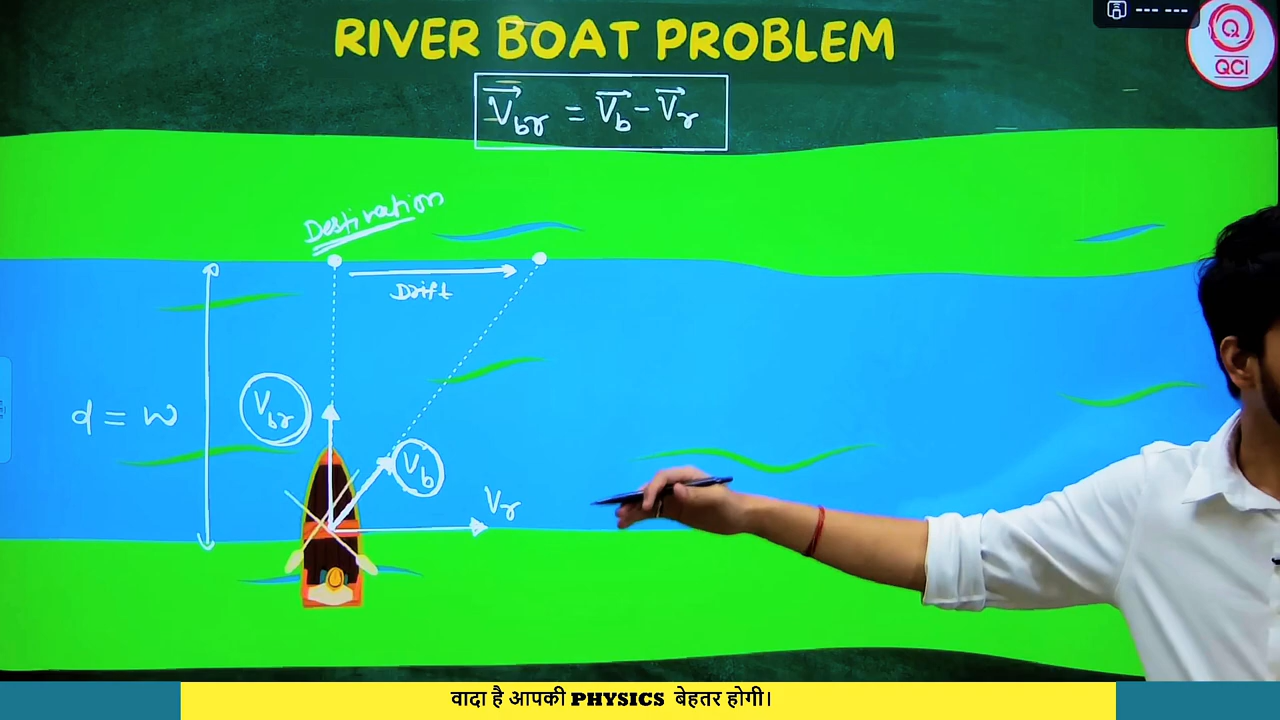 RIVER BOAT PROBLEM
QCI
V⃗br = V⃗b - V⃗r
Destination
Drift
d = w
Vbr
Vb
Vr
वादा है आपकी PHYSICS बेहतर होगी।